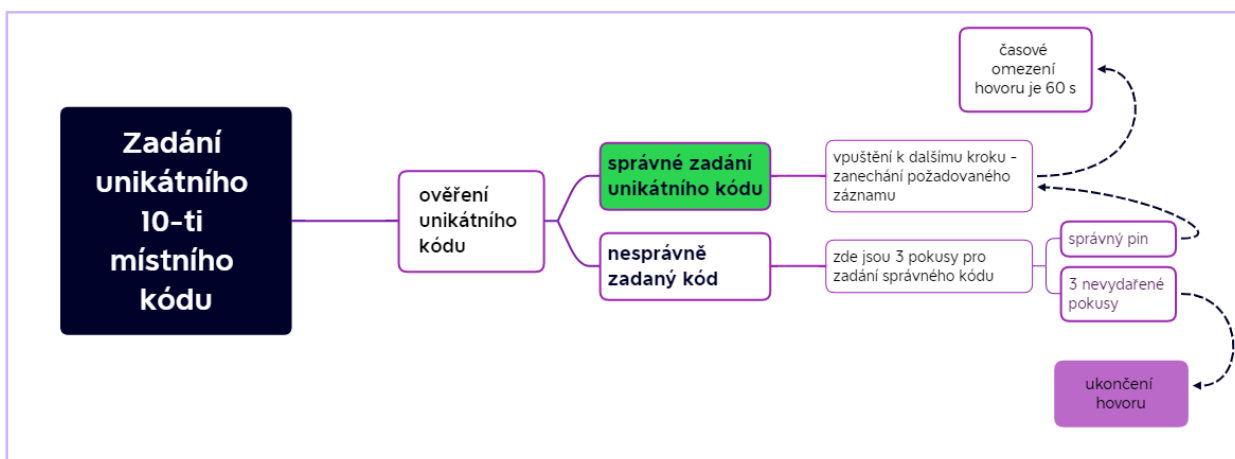 Zadání
unikátního
10-ti
místního
kódu
ověření
unikátního
kódu
správné zadání
unikátního kódu
vpuštění k dalšímu kroku -
zanechání požadovaného
záznamu
časové
omezení
hovoru je 60 s
nesprávně
zadaný kód
zde jsou 3 pokusy pro
zadání správného kódu
správný pin
3 nevydařené
pokusy
ukončení
hovoru